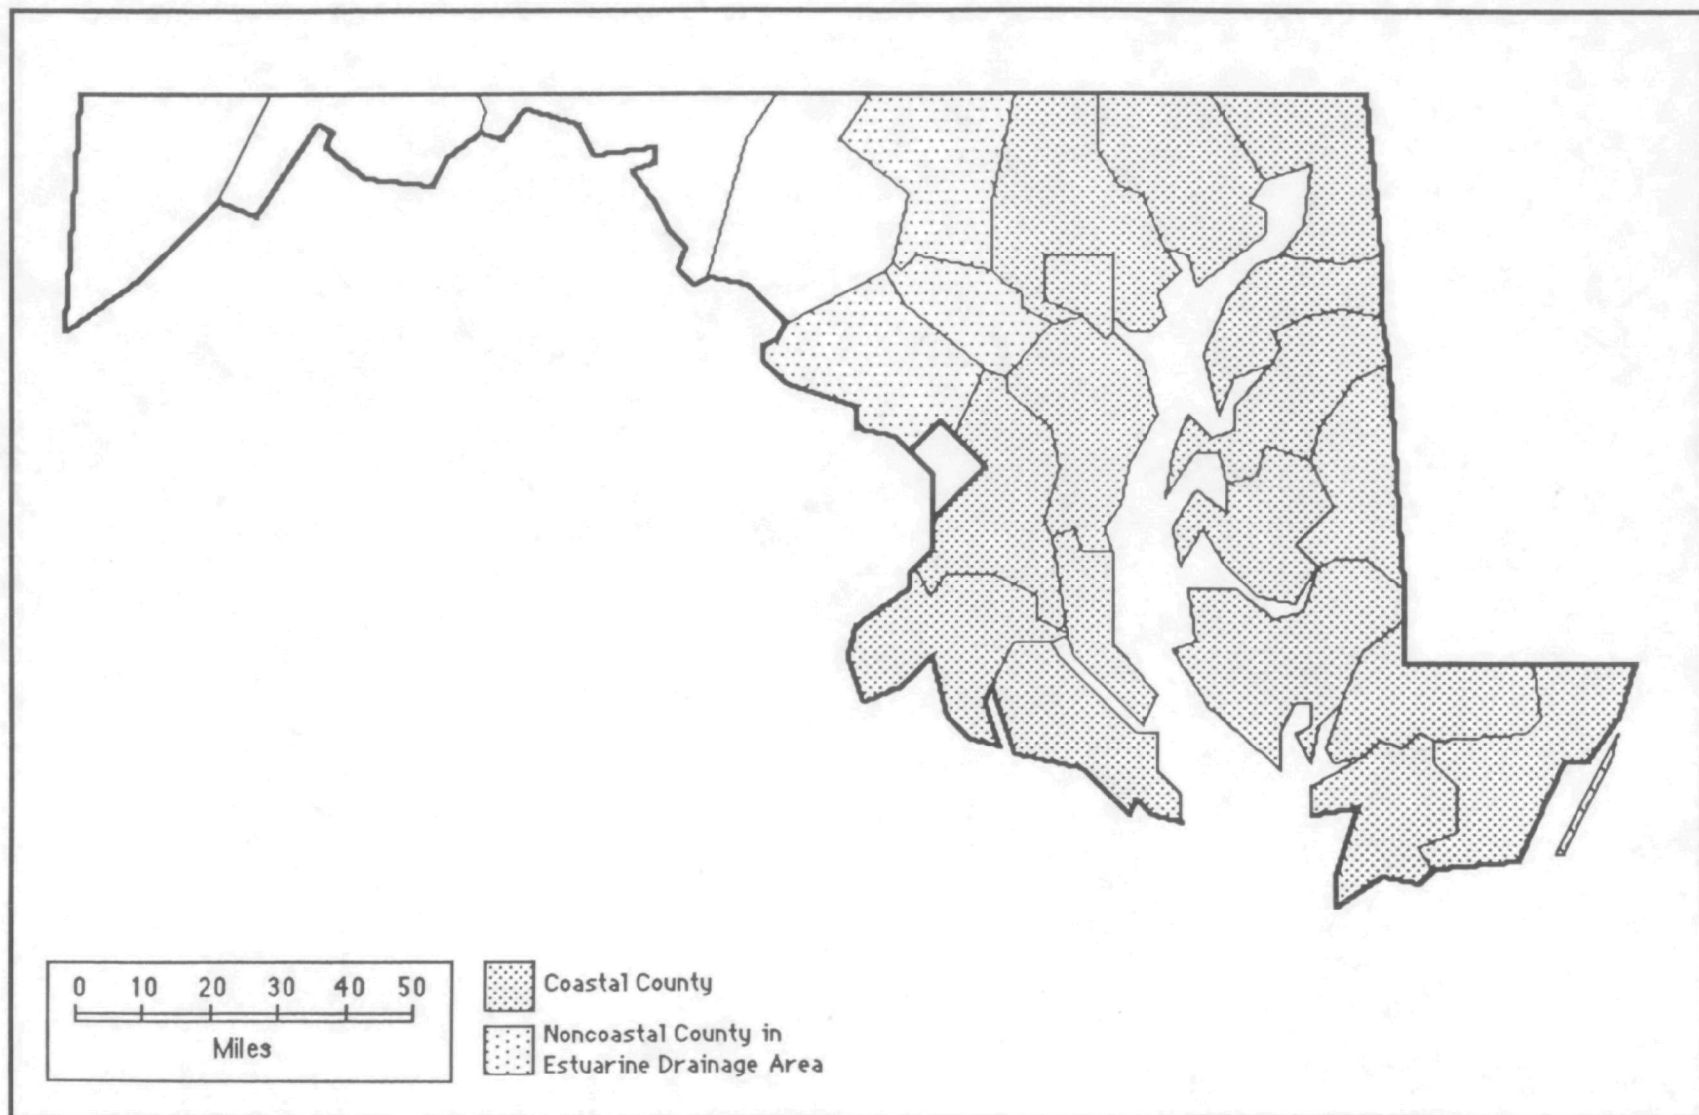 0 10 20 30 40 50
Miles
Coastal County
Noncoastal County in
Estuarine Drainage Area